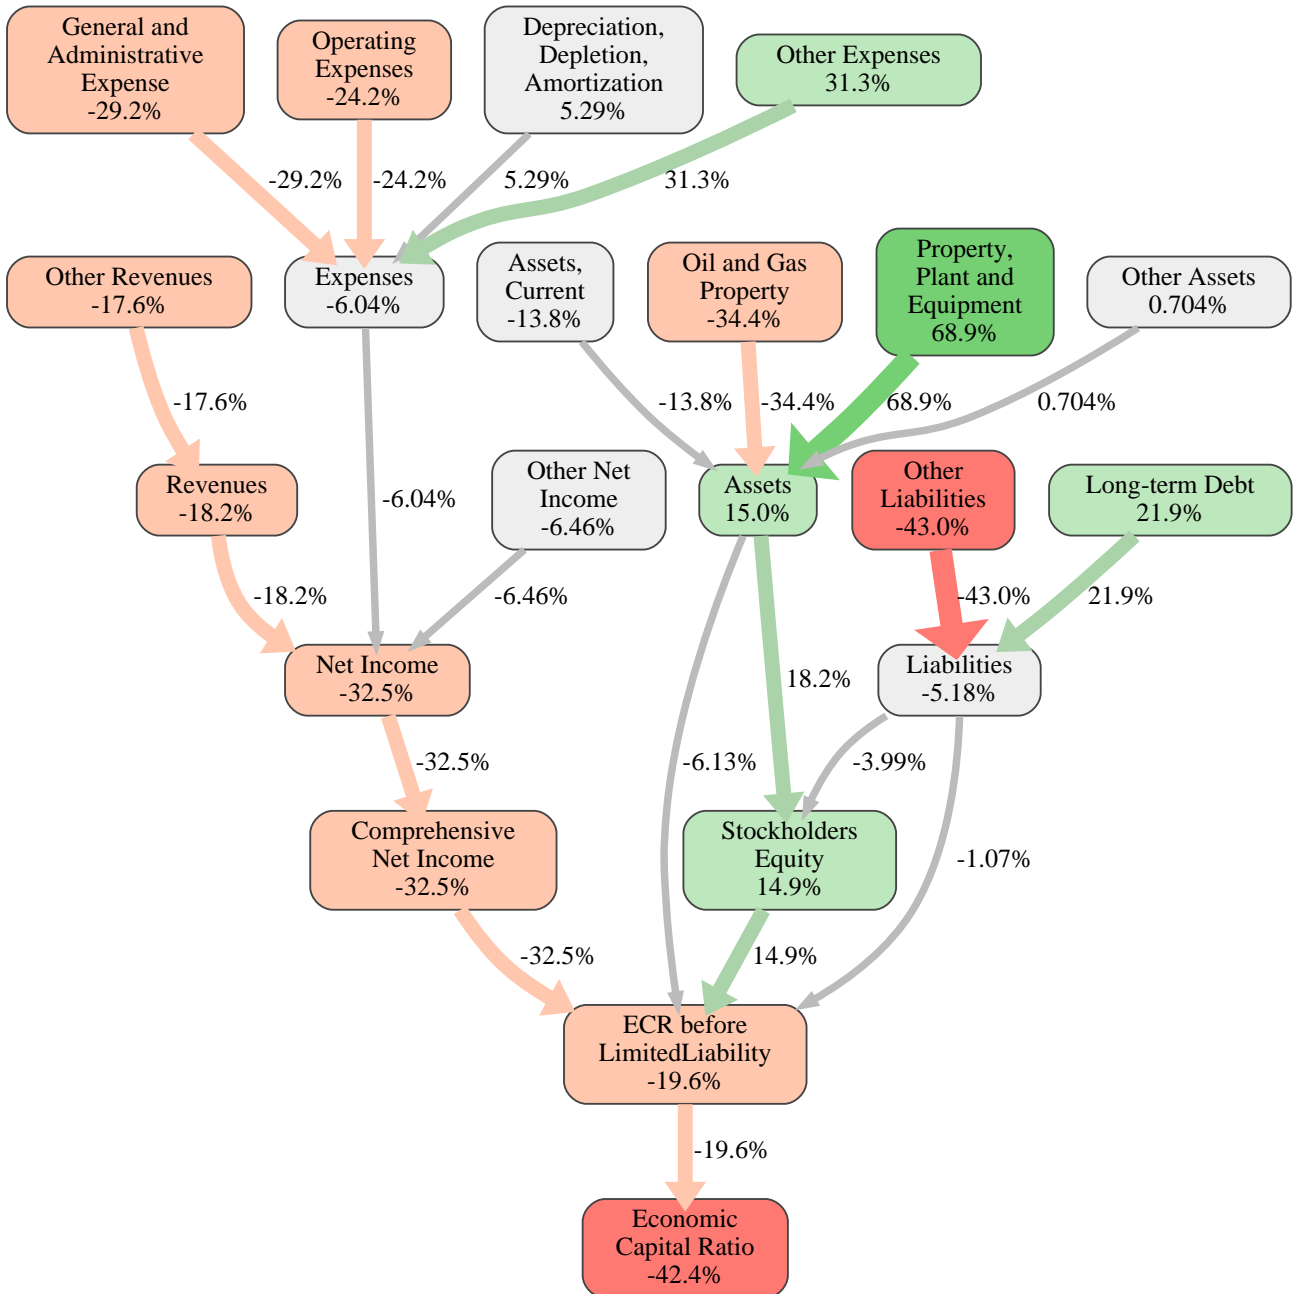 General and
Administrative
Expense
-29.2%
Operating
Expenses
-24.2%
Depreciation,
Depletion,
Amortization
5.29%
Other Expenses
31.3%
-29.2%
-24.2%
5.29%
31.3%
Other Revenues
-17.6%
Expenses
-6.04%
Assets,
Current
-13.8%
Oil and Gas
Property
-34.4%
Property,
Plant and
Equipment
68.9%
Other Assets
0.704%
-17.6%
-13.8%
-34.4%
68.9%
0.704%
Revenues
-18.2%
-6.04%
Other Net
Income
-6.46%
Assets
15.0%
Other
Liabilities
-43.0%
Long-term Debt
21.9%
-18.2%
-6.46%
-43.0%
21.9%
Net Income
-32.5%
18.2%
Liabilities
-5.18%
-32.5%
-6.13%
-3.99%
Comprehensive
Net Income
-32.5%
Stockholders
Equity
14.9%
-1.07%
-32.5%
14.9%
ECR before
LimitedLiability
-19.6%
-19.6%
Economic
Capital Ratio
-42.4%